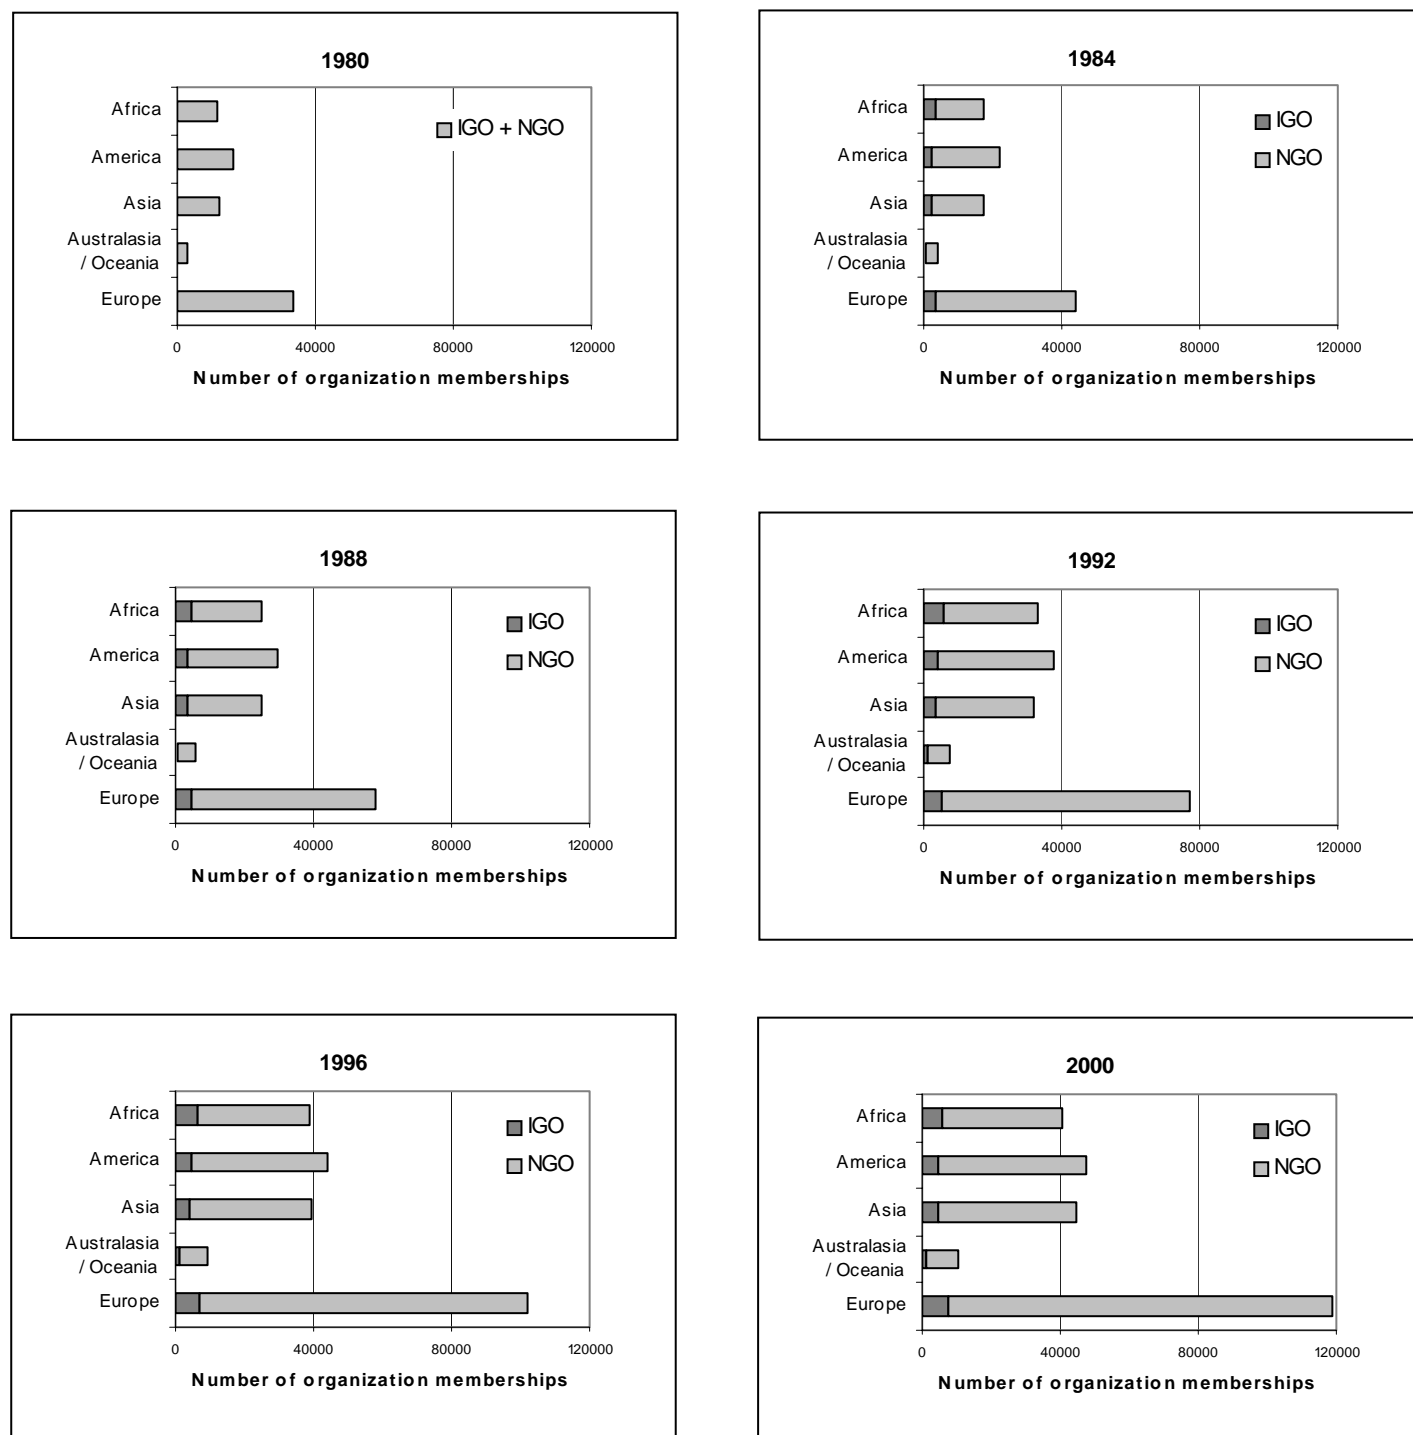 1980
Africa
America
Asia
Australasia
/ Oceania
Europe
IGO + NGO
0 40000 80000 120000
Number of organization memberships
1984
Africa
America
Asia
Australasia
/ Oceania
Europe
IGO
NGO
0 40000 80000 120000
Number of organization memberships
1988
Africa
America
Asia
Australasia
/ Oceania
Europe
IGO
NGO
0 40000 80000 120000
Number of organization memberships
1992
Africa
America
Asia
Australasia
/ Oceania
Europe
IGO
NGO
0 40000 80000 120000
Number of organization memberships
1996
Africa
America
Asia
Australasia
/ Oceania
Europe
IGO
NGO
0 40000 80000 120000
Number of organization memberships
2000
Africa
America
Asia
Australasia
/ Oceania
Europe
IGO
NGO
0 40000 80000 120000
Number of organization memberships